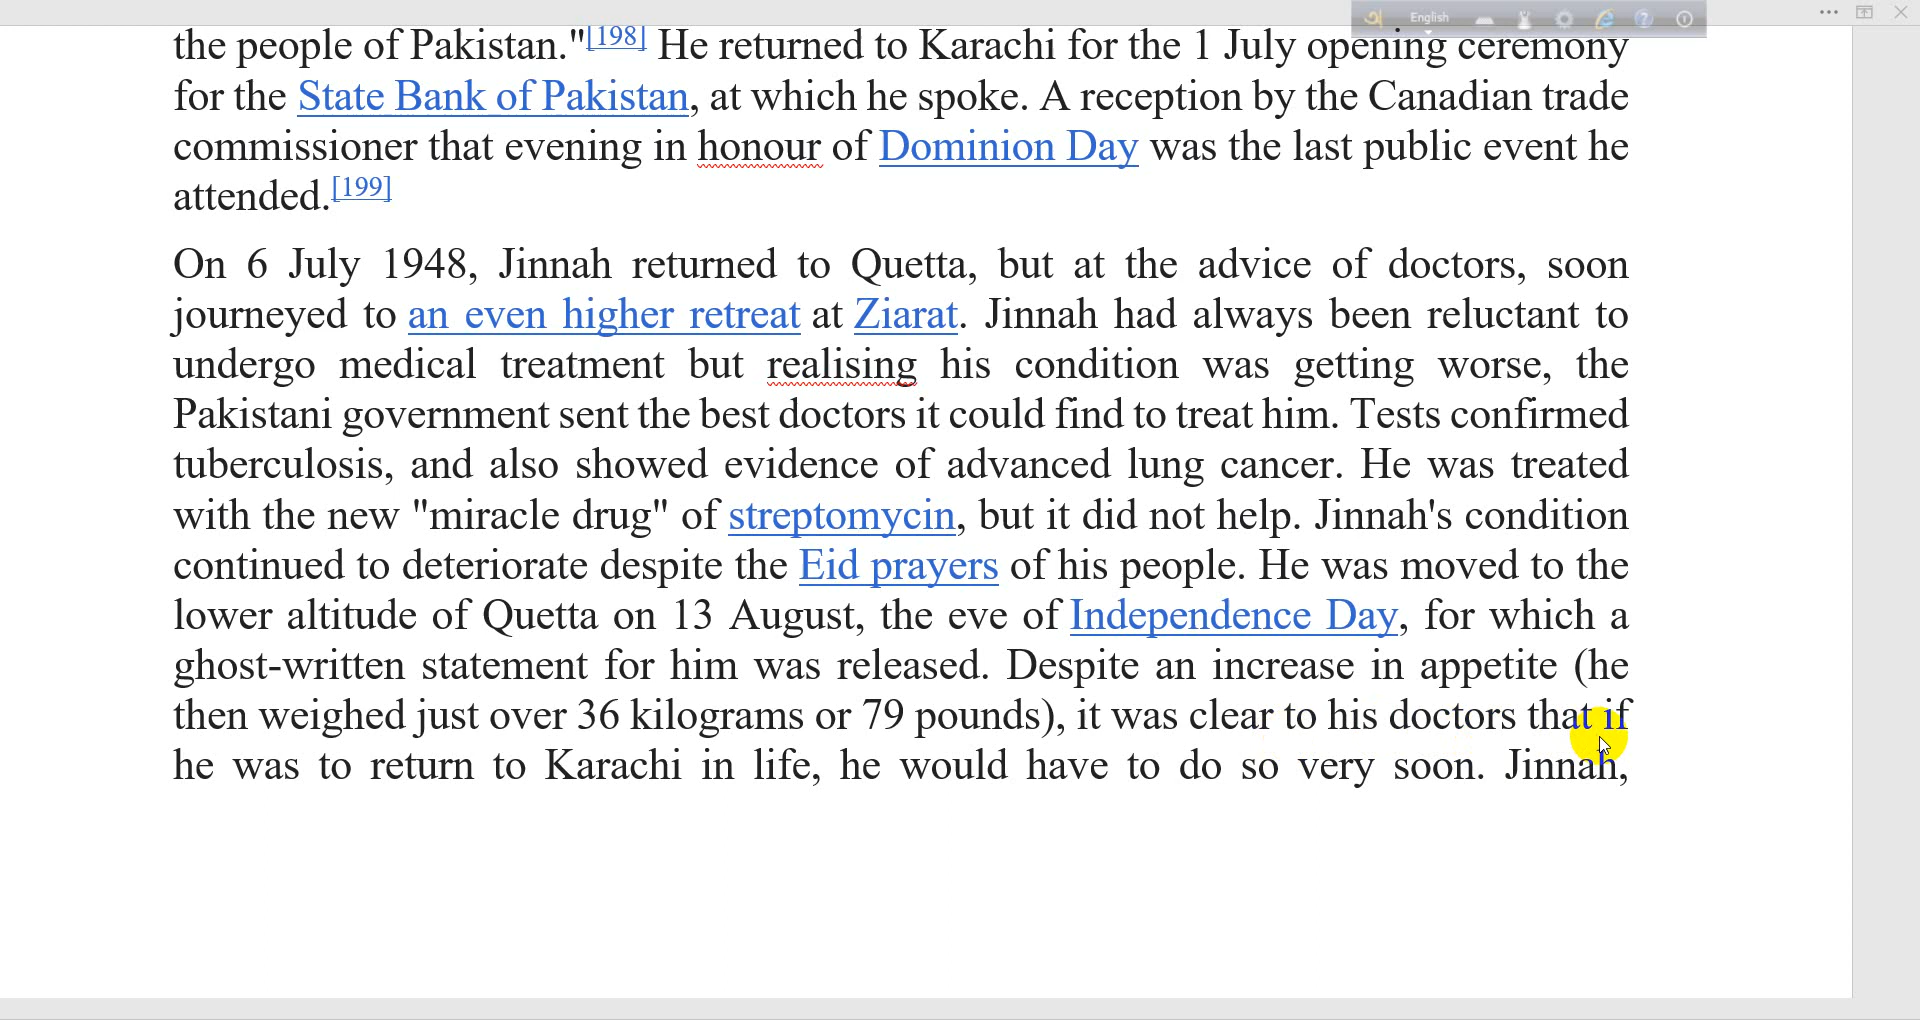 English
the people of Pakistan."[198] He returned to Karachi for the 1 July opening ceremony
for the State Bank of Pakistan, at which he spoke. A reception by the Canadian trade
commissioner that evening in honour of Dominion Day was the last public event he
attended.[199]
On 6 July 1948, Jinnah returned to Quetta, but at the advice of doctors, soon
journeyed to an even higher retreat at Ziarat. Jinnah had always been reluctant to
undergo medical treatment but realising his condition was getting worse, the
Pakistani government sent the best doctors it could find to treat him. Tests confirmed
tuberculosis, and also showed evidence of advanced lung cancer. He was treated
with the new "miracle drug" of streptomycin, but it did not help. Jinnah's condition
continued to deteriorate despite the Eid prayers of his people. He was moved to the
lower altitude of Quetta on 13 August, the eve of Independence Day, for which a
ghost-written statement for him was released. Despite an increase in appetite (he
then weighed just over 36 kilograms or 79 pounds), it was clear to his doctors that if
he was to return to Karachi in life, he would have to do so very soon. Jinnah,